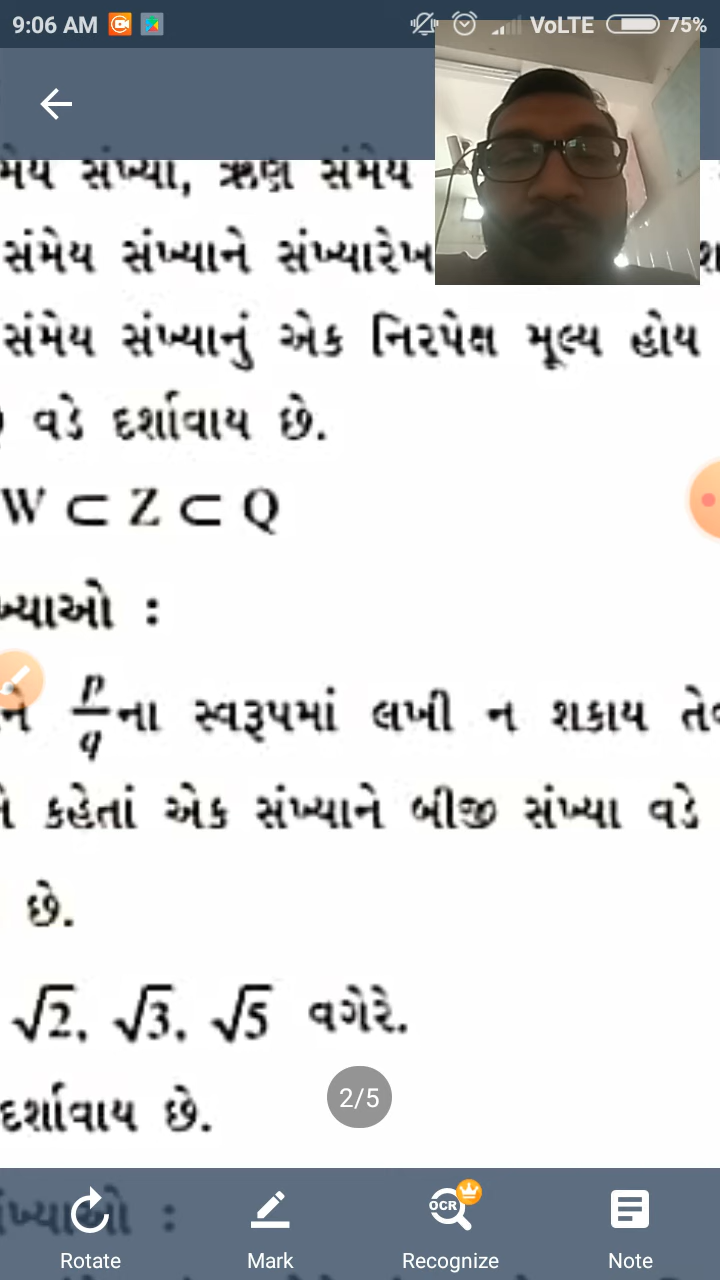 9:06 AM VoLTE 75%
સંખ્યા, ઋણ સંમેય
સંમેય સંખ્યાને સંખ્યારેખ
સંમેય સંખ્યાનું એક નિરપેક્ષ મૂલ્ય હોય
વડે દર્શાવાય છે.
W ⊂ Z ⊂ Q
ખ્યાઓ :
ને p/q ના સ્વરૂપમાં લખી ન શકાય તેવ
કહેતાં એક સંખ્યાને બીજી સંખ્યા વડે
છે.
√2, √3, √5 વગેરે.
દર્શાવાય છે.
2/5
ખ્યાઓ :
OCR
Rotate Mark Recognize Note